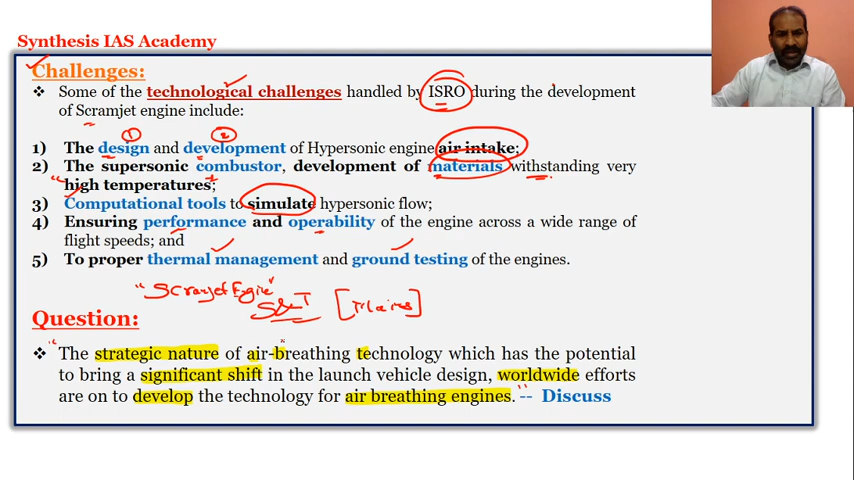 Synthesis IAS Academy
Challenges:
❖ Some of the technological challenges handled by ISRO during the development
of Scramjet engine include:
① ②
1) The design and development of Hypersonic engine air intake;
2) The supersonic combustor, development of materials withstanding very
high temperatures;
3) Computational tools to simulate hypersonic flow;
4) Ensuring performance and operability of the engine across a wide range of
flight speeds; and
5) To proper thermal management and ground testing of the engines.
"Scramjet Engine"
S&T [Mains]
Question:
❖ "The strategic nature of air-breathing technology which has the potential
to bring a significant shift in the launch vehicle design, worldwide efforts
are on to develop the technology for air breathing engines." -- Discuss